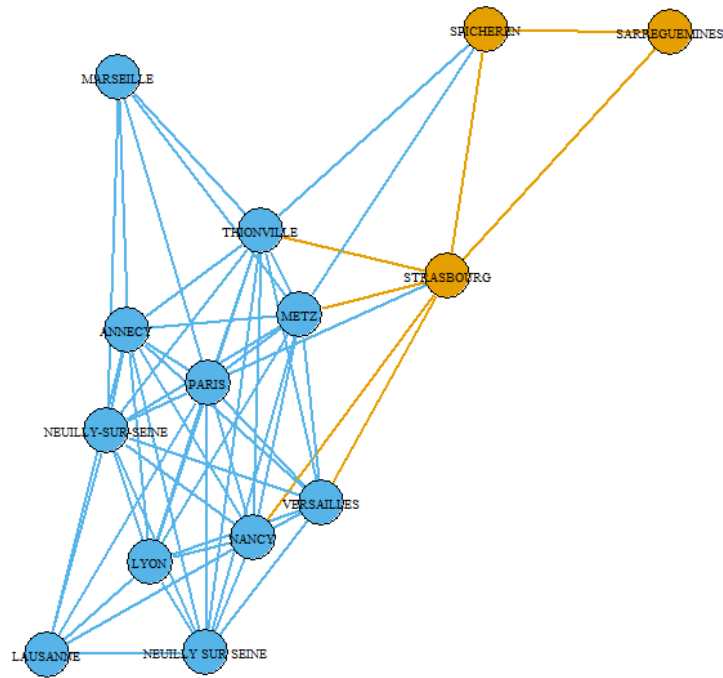 SPICHEREN
SARREGUEMINES
MARSEILLE
THIONVILLE
STRASBOURG
METZ
ANNECY
PARIS
NEUILLY-SUR-SEINE
VERSAILLES
NANCY
LYON
LAUSANNE
NEUILLY SUR SEINE